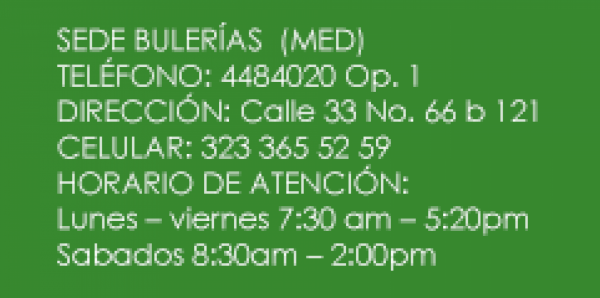 SEDE BULERÍAS (MED)
TELÉFONO: 4484020 Op. 1
DIRECCIÓN: Calle 33 No. 66 b 121
CELULAR: 323 365 52 59
HORARIO DE ATENCIÓN:
Lunes – viernes 7:30 am – 5:20pm
Sabados 8:30am – 2:00pm